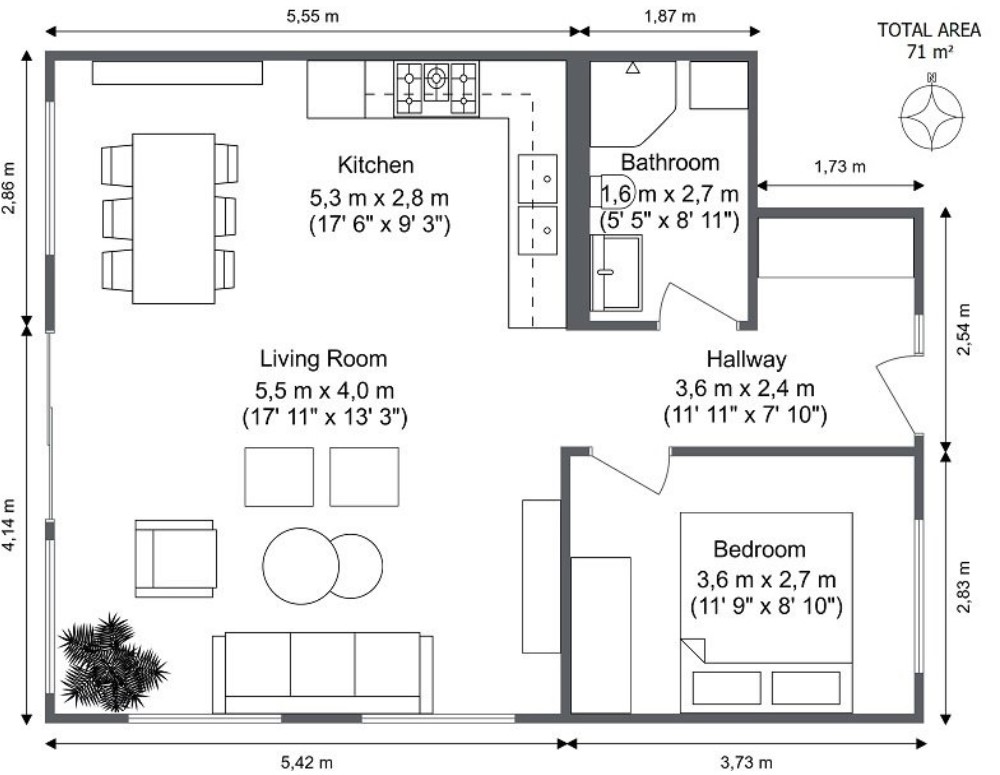 5,55 m
1,87 m
TOTAL AREA
71 m²
N
2,86 m
Kitchen
5,3 m x 2,8 m
(17' 6" x 9' 3")
Bathroom
1,6 m x 2,7 m
(5' 5" x 8' 11")
1,73 m
2,54 m
Living Room
5,5 m x 4,0 m
(17' 11" x 13' 3")
Hallway
3,6 m x 2,4 m
(11' 11" x 7' 10")
4,14 m
Bedroom
3,6 m x 2,7 m
(11' 9" x 8' 10")
2,83 m
5,42 m
3,73 m